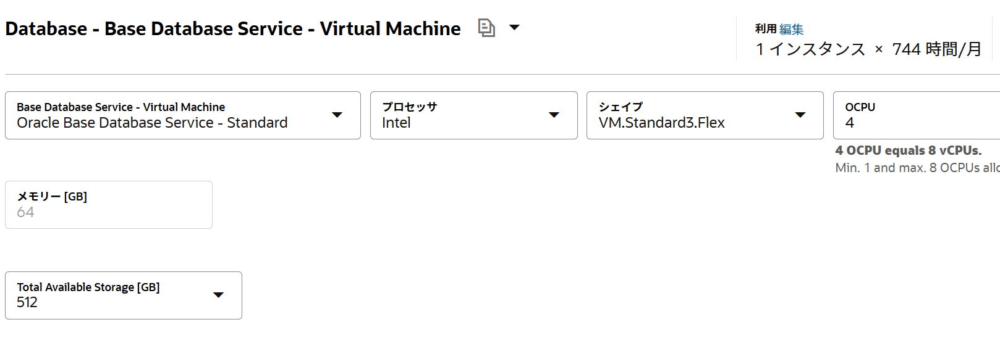 Database - Base Database Service - Virtual Machine
利用 編集
1 インスタンス × 744 時間/月
Base Database Service - Virtual Machine
Oracle Base Database Service - Standard
プロセッサ
Intel
シェイプ
VM.Standard3.Flex
OCPU
4
4 OCPU equals 8 vCPUs.
Min. 1 and max. 8 OCPUs
メモリー [GB]
64
Total Available Storage [GB]
512